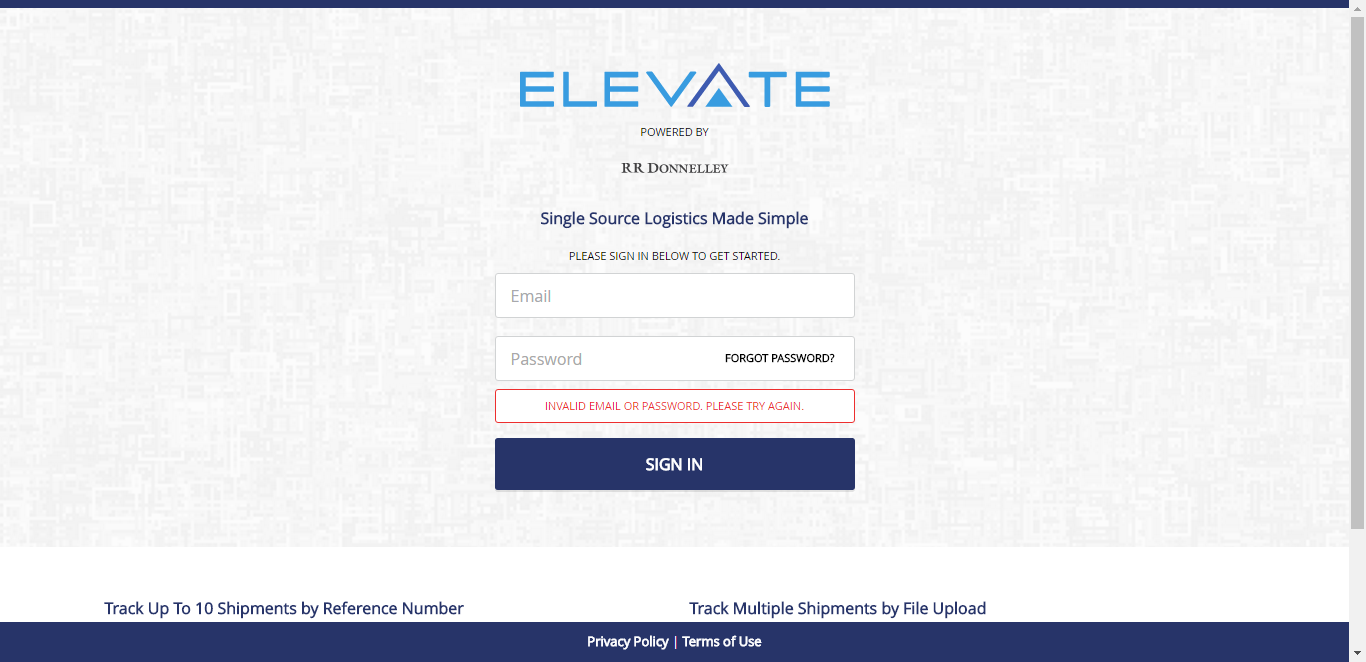 ELEVATE
POWERED BY
RR DONNELLEY
Single Source Logistics Made Simple
PLEASE SIGN IN BELOW TO GET STARTED.
Email
Password FORGOT PASSWORD?
INVALID EMAIL OR PASSWORD. PLEASE TRY AGAIN.
SIGN IN
Track Up To 10 Shipments by Reference Number
Track Multiple Shipments by File Upload
Privacy Policy | Terms of Use